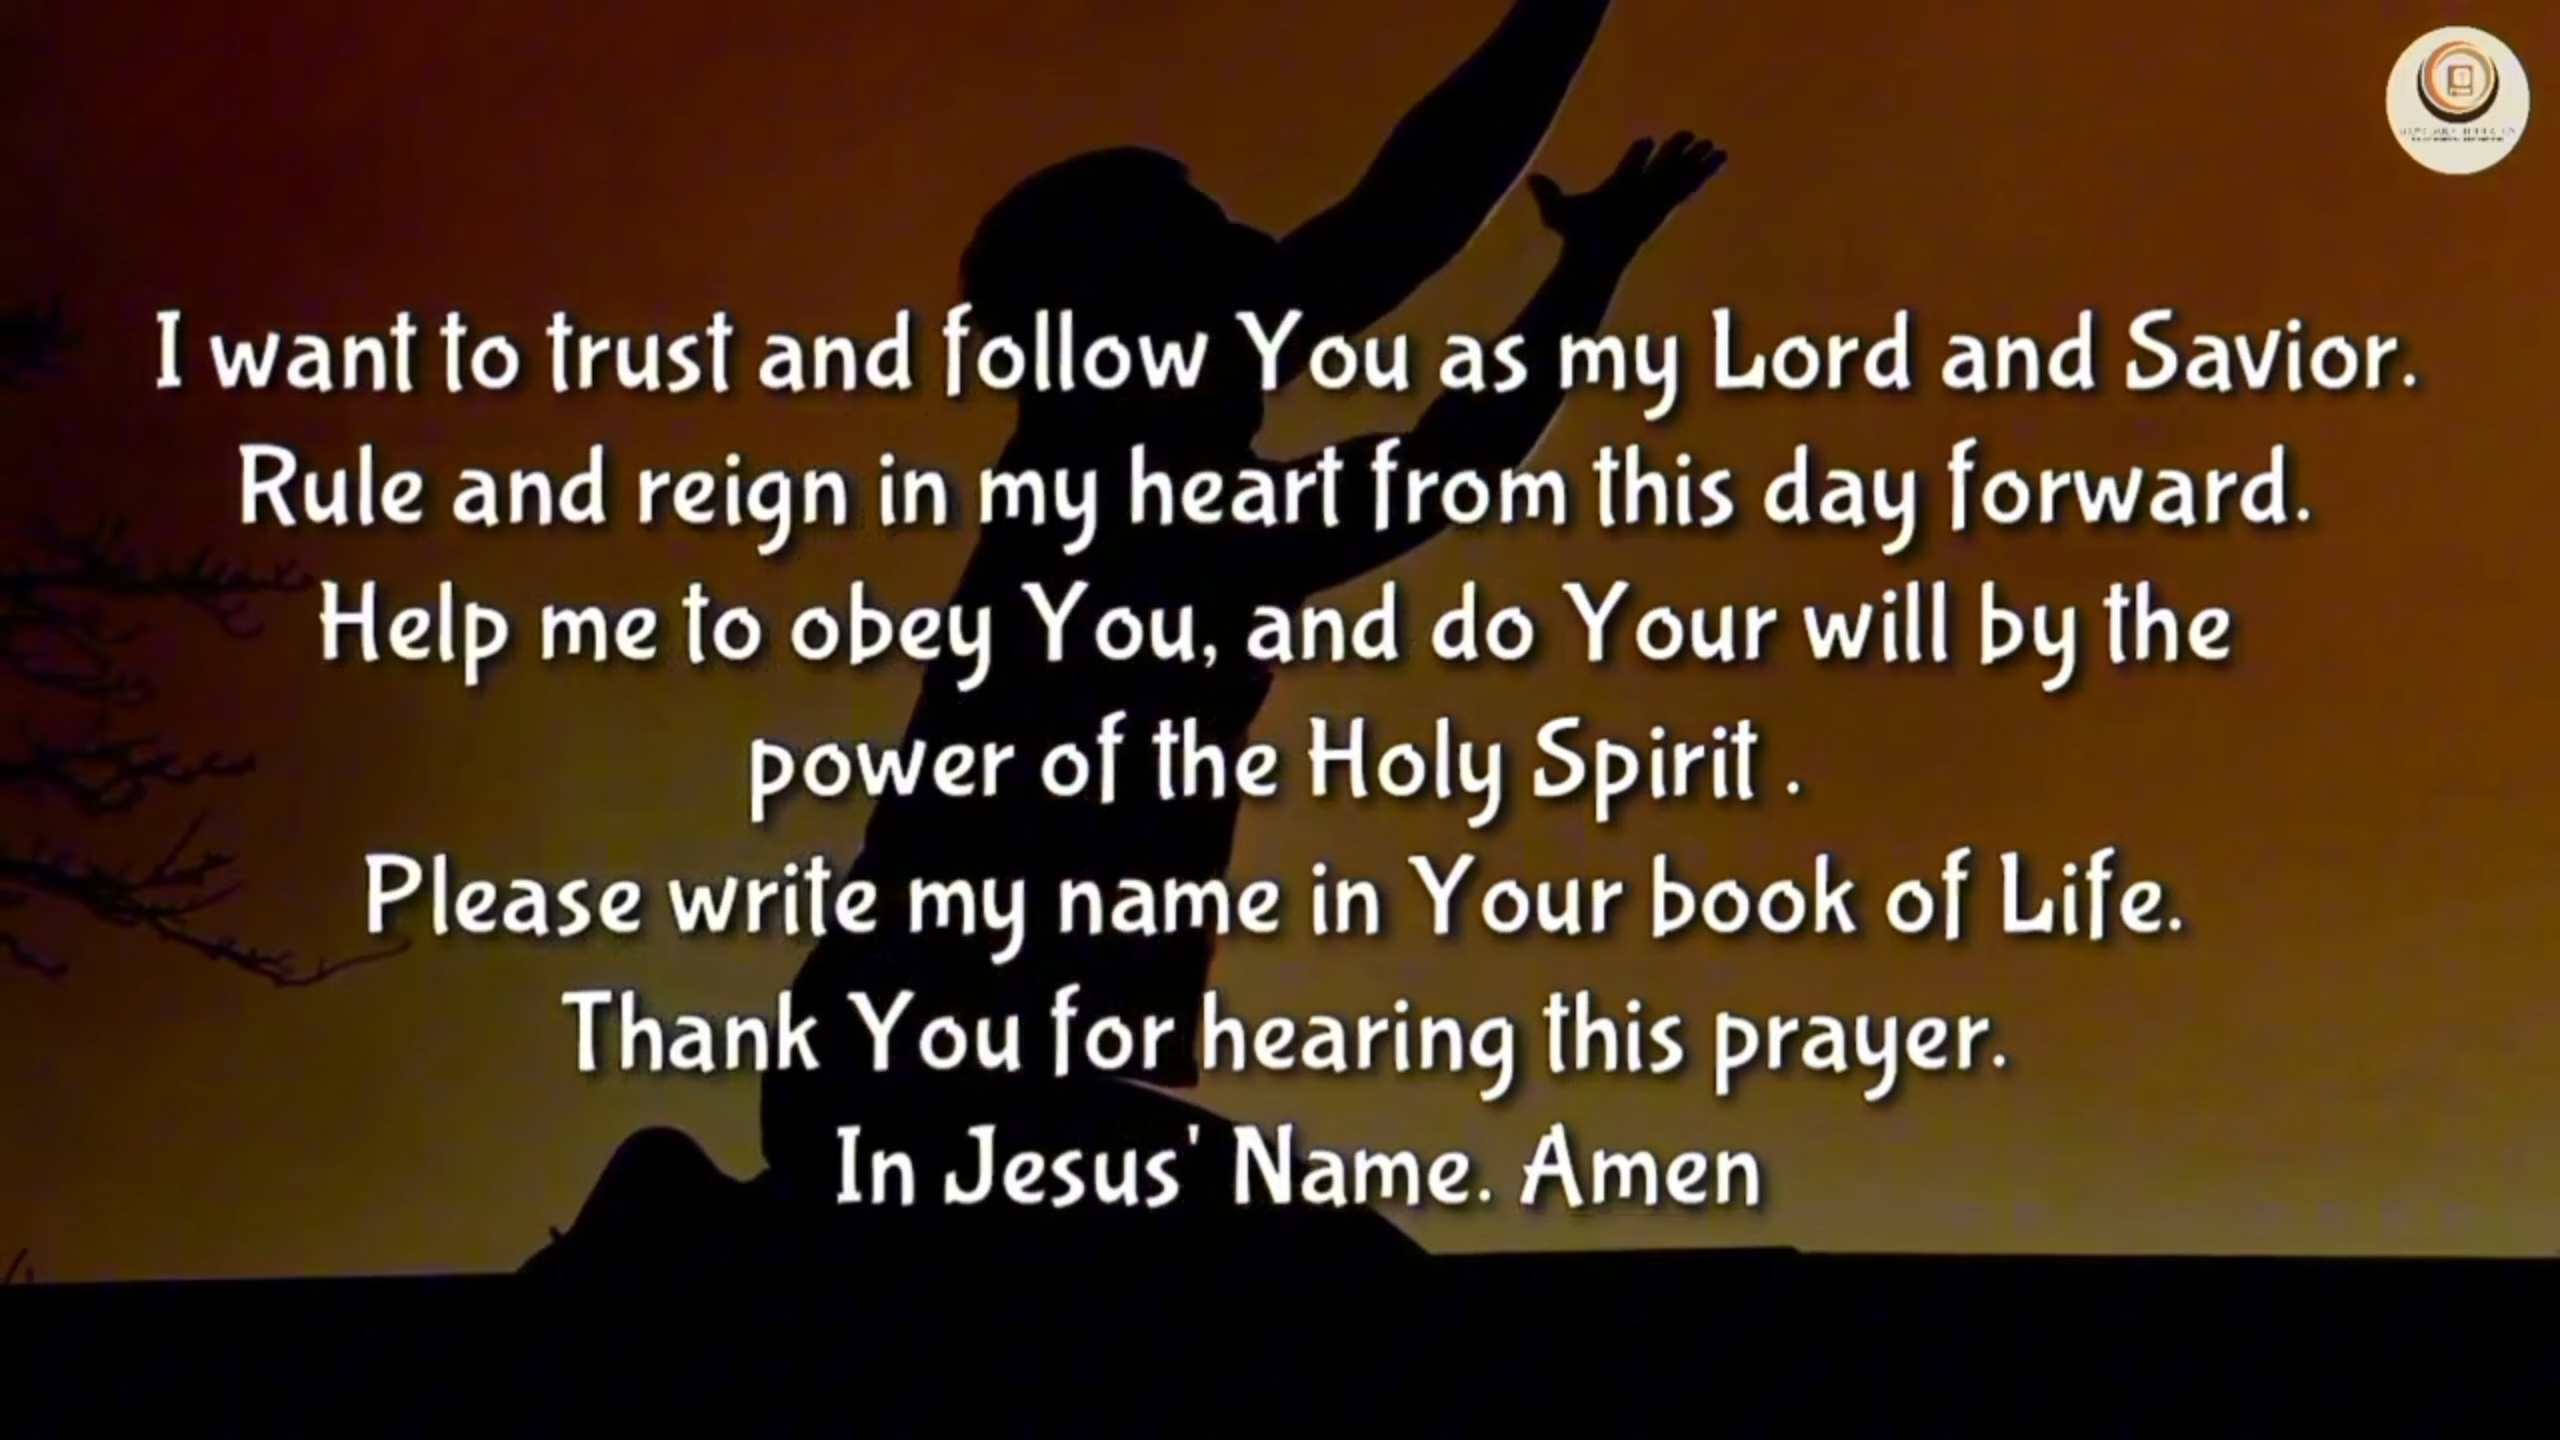 I want to trust and follow You as my Lord and Savior.
Rule and reign in my heart from this day forward.
Help me to obey You, and do Your will by the
power of the Holy Spirit .
Please write my name in Your book of Life.
Thank You for hearing this prayer.
In Jesus' Name. Amen